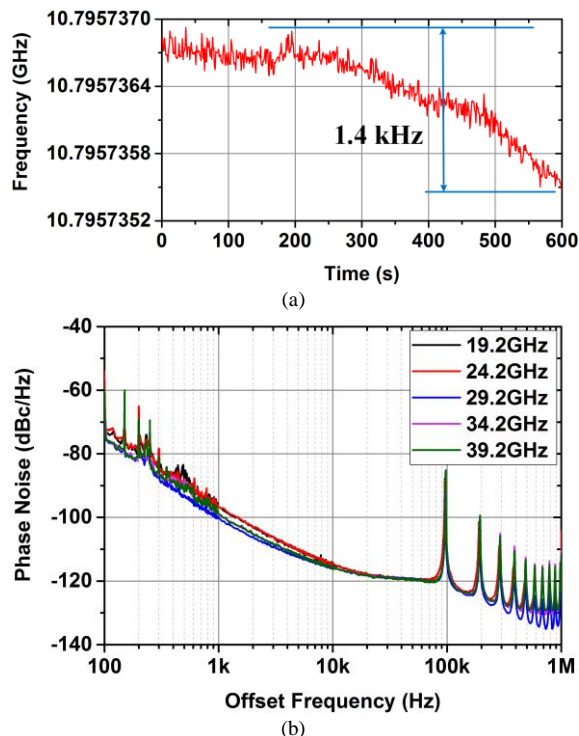 (a)
10.7957370
10.7957364
10.7957358
10.7957352
Frequency (GHz)
1.4 kHz
0 100 200 300 400 500 600
Time (s)
(a)
-40
-60
-80
-100
-120
-140
Phase Noise (dBc/Hz)
19.2GHz
24.2GHz
29.2GHz
34.2GHz
39.2GHz
100 1k 10k 100k 1M
Offset Frequency (Hz)
(b)